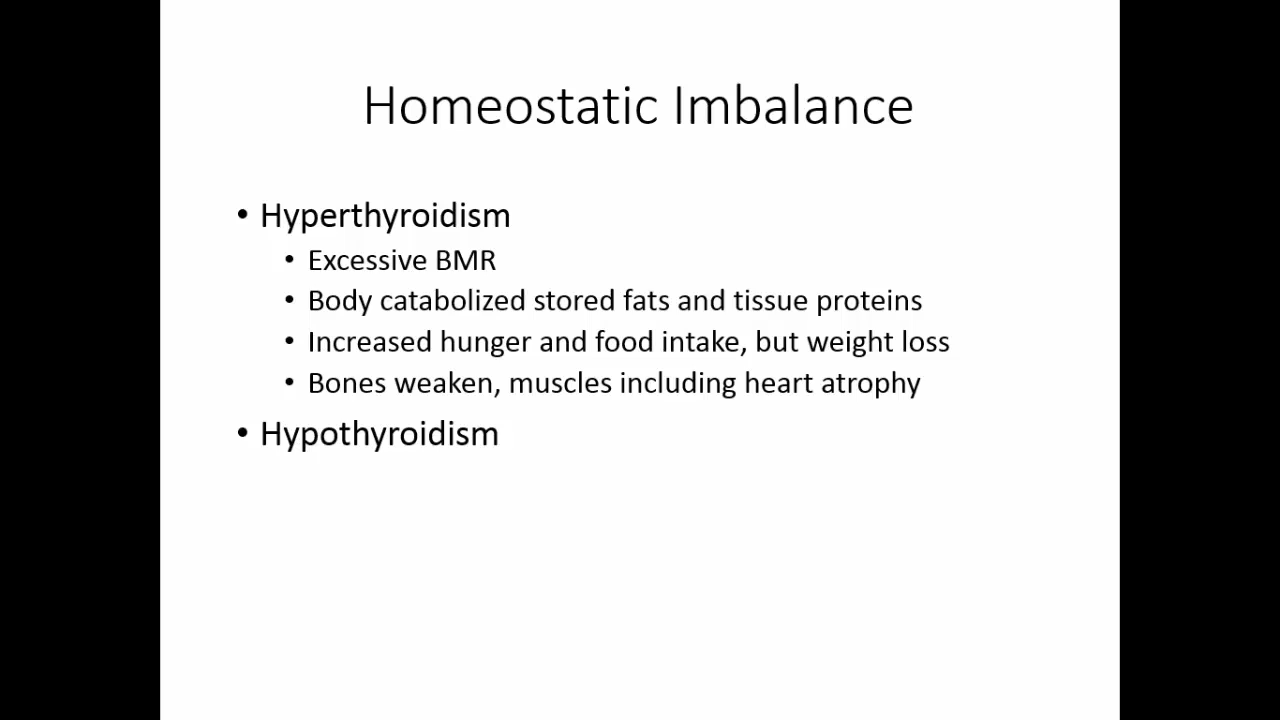 Homeostatic Imbalance
• Hyperthyroidism
• Excessive BMR
• Body catabolized stored fats and tissue proteins
• Increased hunger and food intake, but weight loss
• Bones weaken, muscles including heart atrophy
• Hypothyroidism